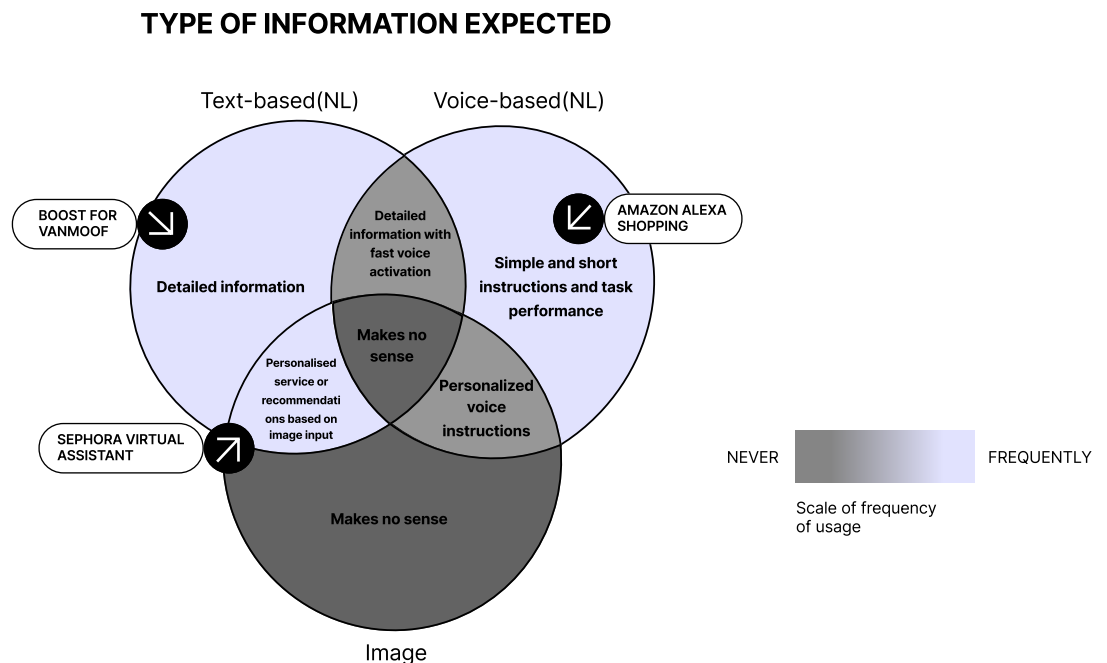 TYPE OF INFORMATION EXPECTED
Text-based(NL)
Voice-based(NL)
BOOST FOR
VANMOOF
AMAZON ALEXA
SHOPPING
Detailed
information with
fast voice
activation
Detailed information
Simple and short
instructions and task
performance
Makes no
sense
Personalised
service or
recommendati
ons based on
image input
Personalized
voice
instructions
SEPHORA VIRTUAL
ASSISTANT
Makes no sense
Image
NEVER
FREQUENTLY
Scale of frequency
of usage